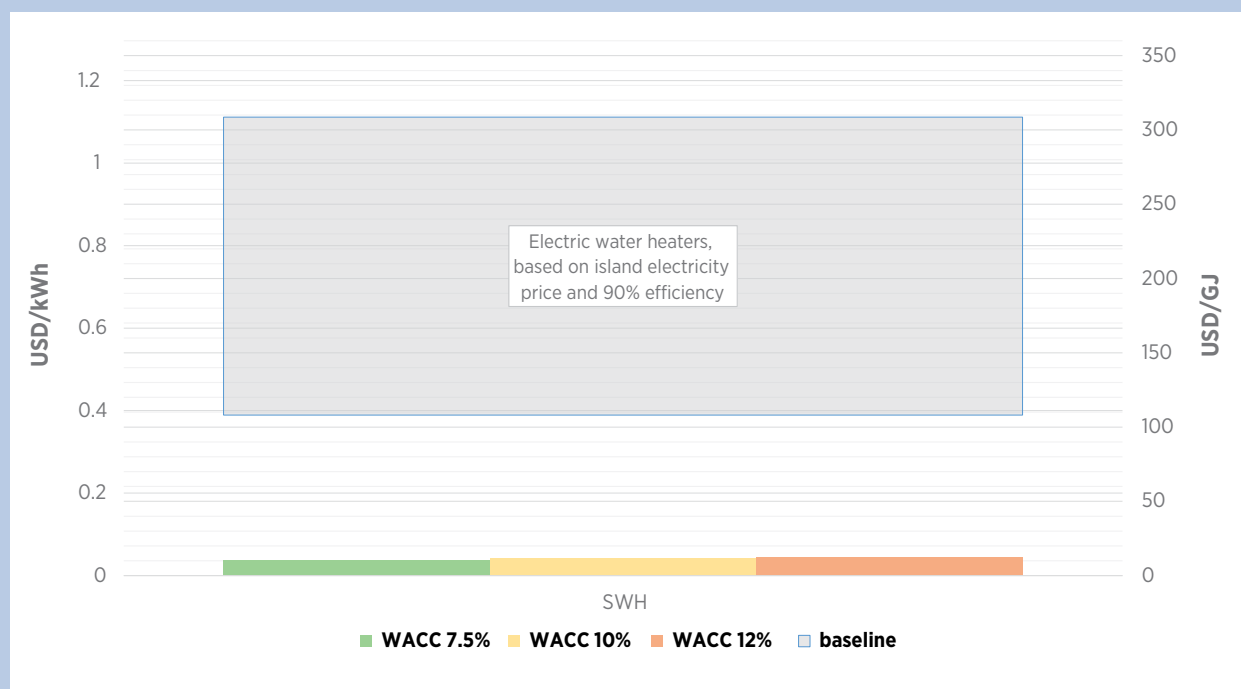 USD/kWh
1.2
1
0.8
0.6
0.4
0.2
0
Electric water heaters,
based on island electricity
price and 90% efficiency
350
300
250
200
150
100
50
0
USD/GJ
SWH
WACC 7.5% WACC 10% WACC 12% baseline